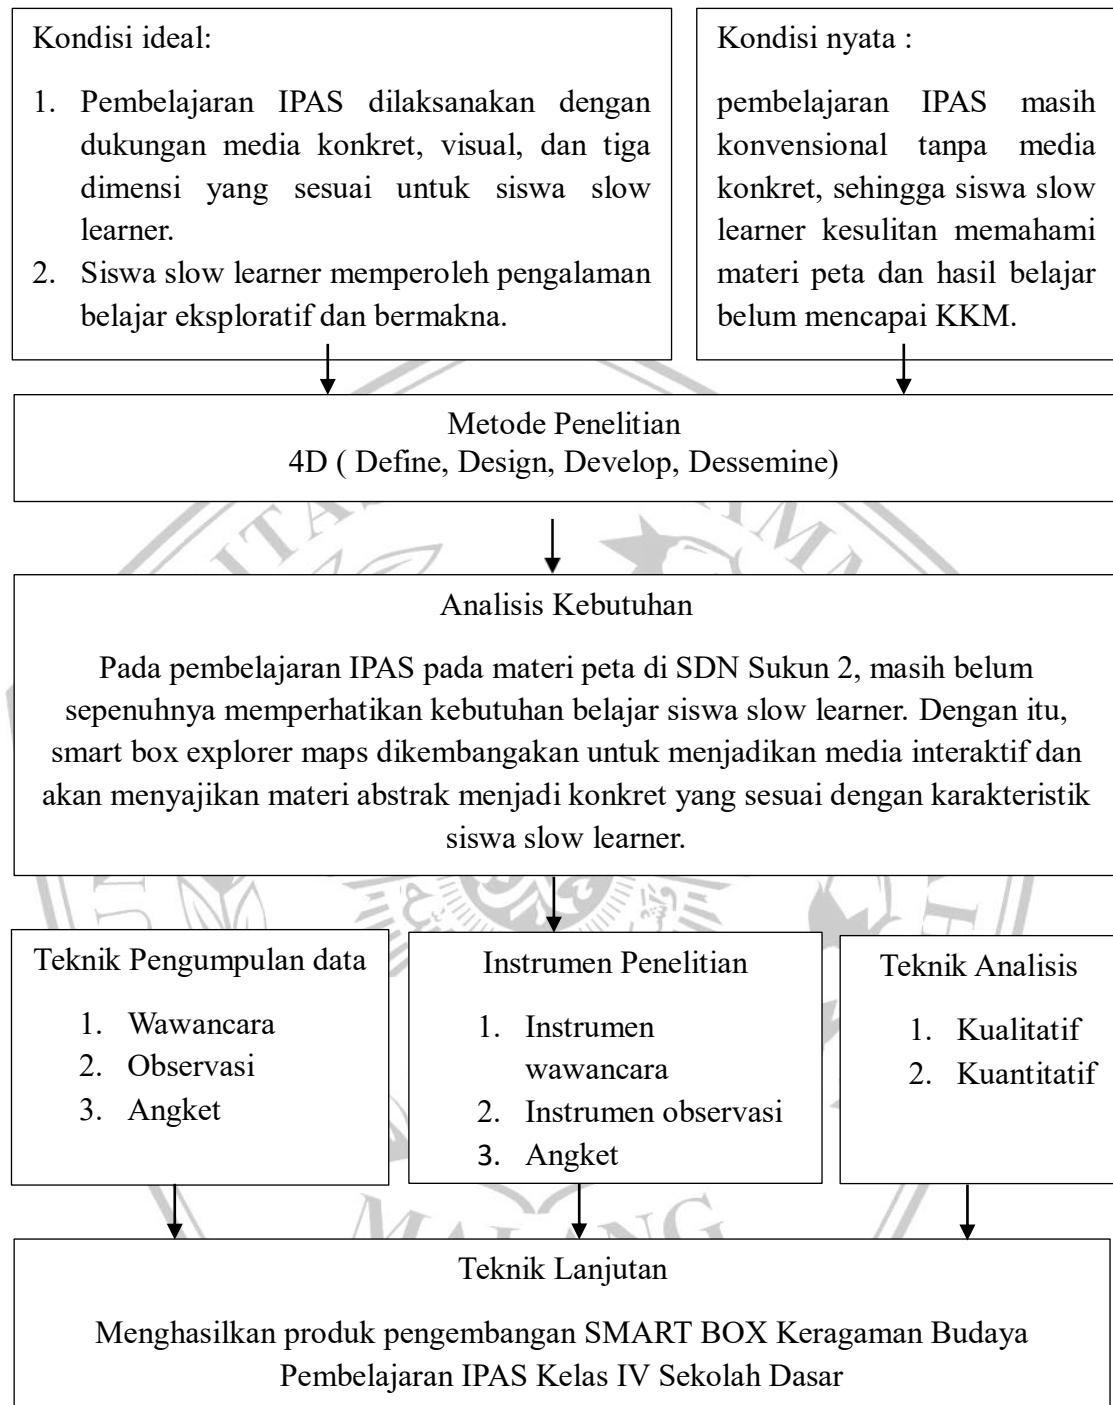 Kondisi ideal:
1. Pembelajaran IPAS dilaksanakan dengan
dukungan media konkret, visual, dan tiga
dimensi yang sesuai untuk siswa slow
learner.
2. Siswa slow learner memperoleh pengalaman
belajar eksploratif dan bermakna.
Kondisi nyata :
pembelajaran IPAS masih
konvensional tanpa media
konkret, sehingga siswa slow
learner kesulitan memahami
materi peta dan hasil belajar
belum mencapai KKM.
Metode Penelitian
4D ( Define, Design, Develop, Dessemine)
Analisis Kebutuhan
Pada pembelajaran IPAS pada materi peta di SDN Sukun 2, masih belum
sepenuhnya memperhatikan kebutuhan belajar siswa slow learner. Dengan itu,
smart box explorer maps dikembangakan untuk menjadikan media interaktif dan
akan menyajikan materi abstrak menjadi konkret yang sesuai dengan karakteristik
siswa slow learner.
Teknik Pengumpulan data
1. Wawancara
2. Observasi
3. Angket
Instrumen Penelitian
1. Instrumen
wawancara
2. Instrumen observasi
3. Angket
Teknik Analisis
1. Kualitatif
2. Kuantitatif
MALANG
Teknik Lanjutan
Menghasilkan produk pengembangan SMART BOX Keragaman Budaya
Pembelajaran IPAS Kelas IV Sekolah Dasar